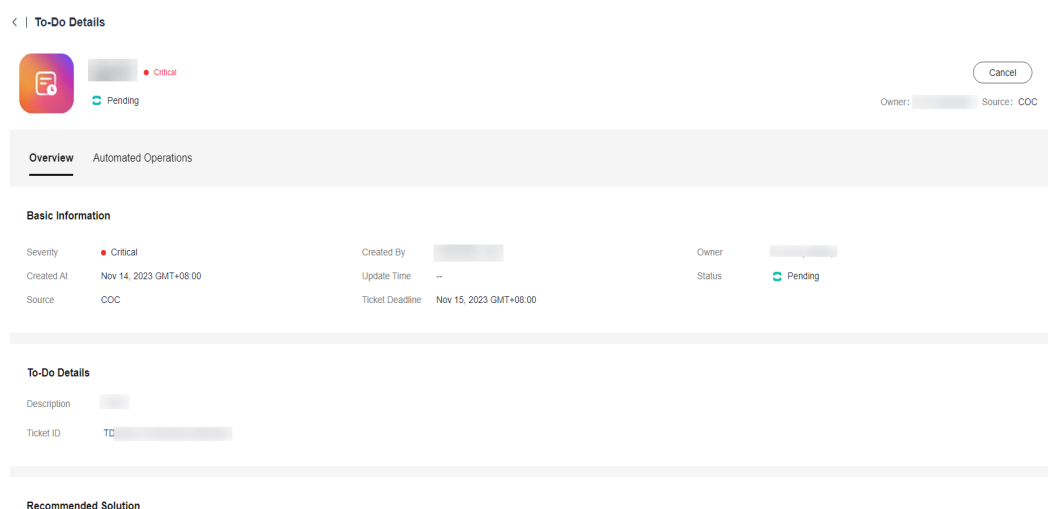 < | To-Do Details
Critical
Cancel
Pending
Owner: Source: COC
Overview Automated Operations
Basic Information
Severity Critical Created By Owner
Created At Nov 14, 2023 GMT+08:00 Update Time -- Status Pending
Source COC Ticket Deadline Nov 15, 2023 GMT+08:00
To-Do Details
Description
Ticket ID TD
Recommended Solution